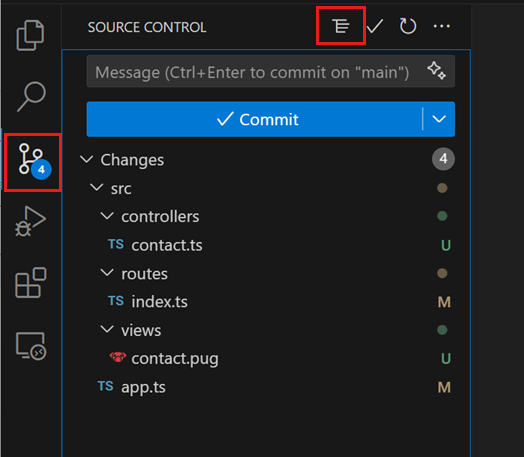 SOURCE CONTROL
Message (Ctrl+Enter to commit on "main")
Commit
4
Changes 4
src
controllers
TS contact.ts U
routes
TS index.ts M
views
contact.pug U
TS app.ts M